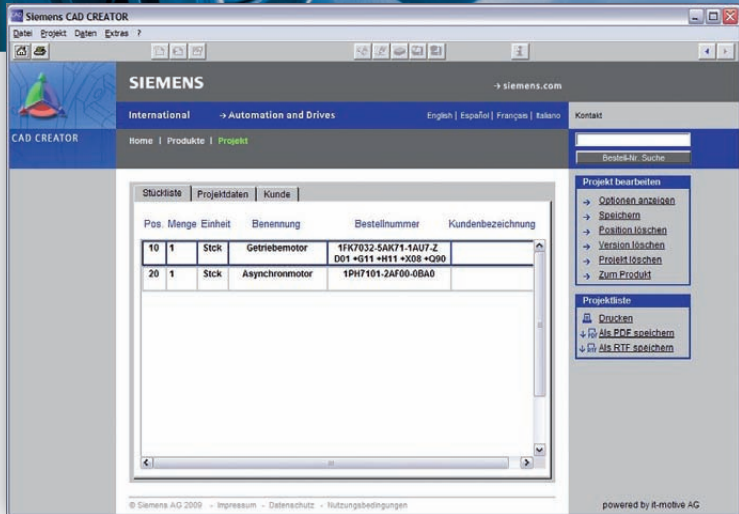 Siemens CAD CREATOR
Datei Projekt Daten Extras ?
SIEMENS
→ siemens.com
International → Automation and Drives English | Español | Français | Italiano Kontakt
CAD CREATOR
Home | Produkte | Projekt
Bestell-Nr. Suche
Stückliste Projektdaten Kunde
Pos. Menge Einheit Benennung Bestellnummer Kundenbezeichnung
10 1 Stck Getriebemotor 1FK7032-5AK71-1AU7-Z
D01 +G11 +H11 +X08 +Q90
20 1 Stck Asynchronmotor 1PH7101-2AF00-0BA0
Projekt bearbeiten
→ Optionen anzeigen
→ Speichern
→ Position löschen
→ Version löschen
→ Projekt löschen
→ Zum Produkt
Projektliste
Drucken
Als PDF speichern
Als RTF speichern
© Siemens AG 2009 - Impressum - Datenschutz - Nutzungsbedingungen
powered by it-motive AG